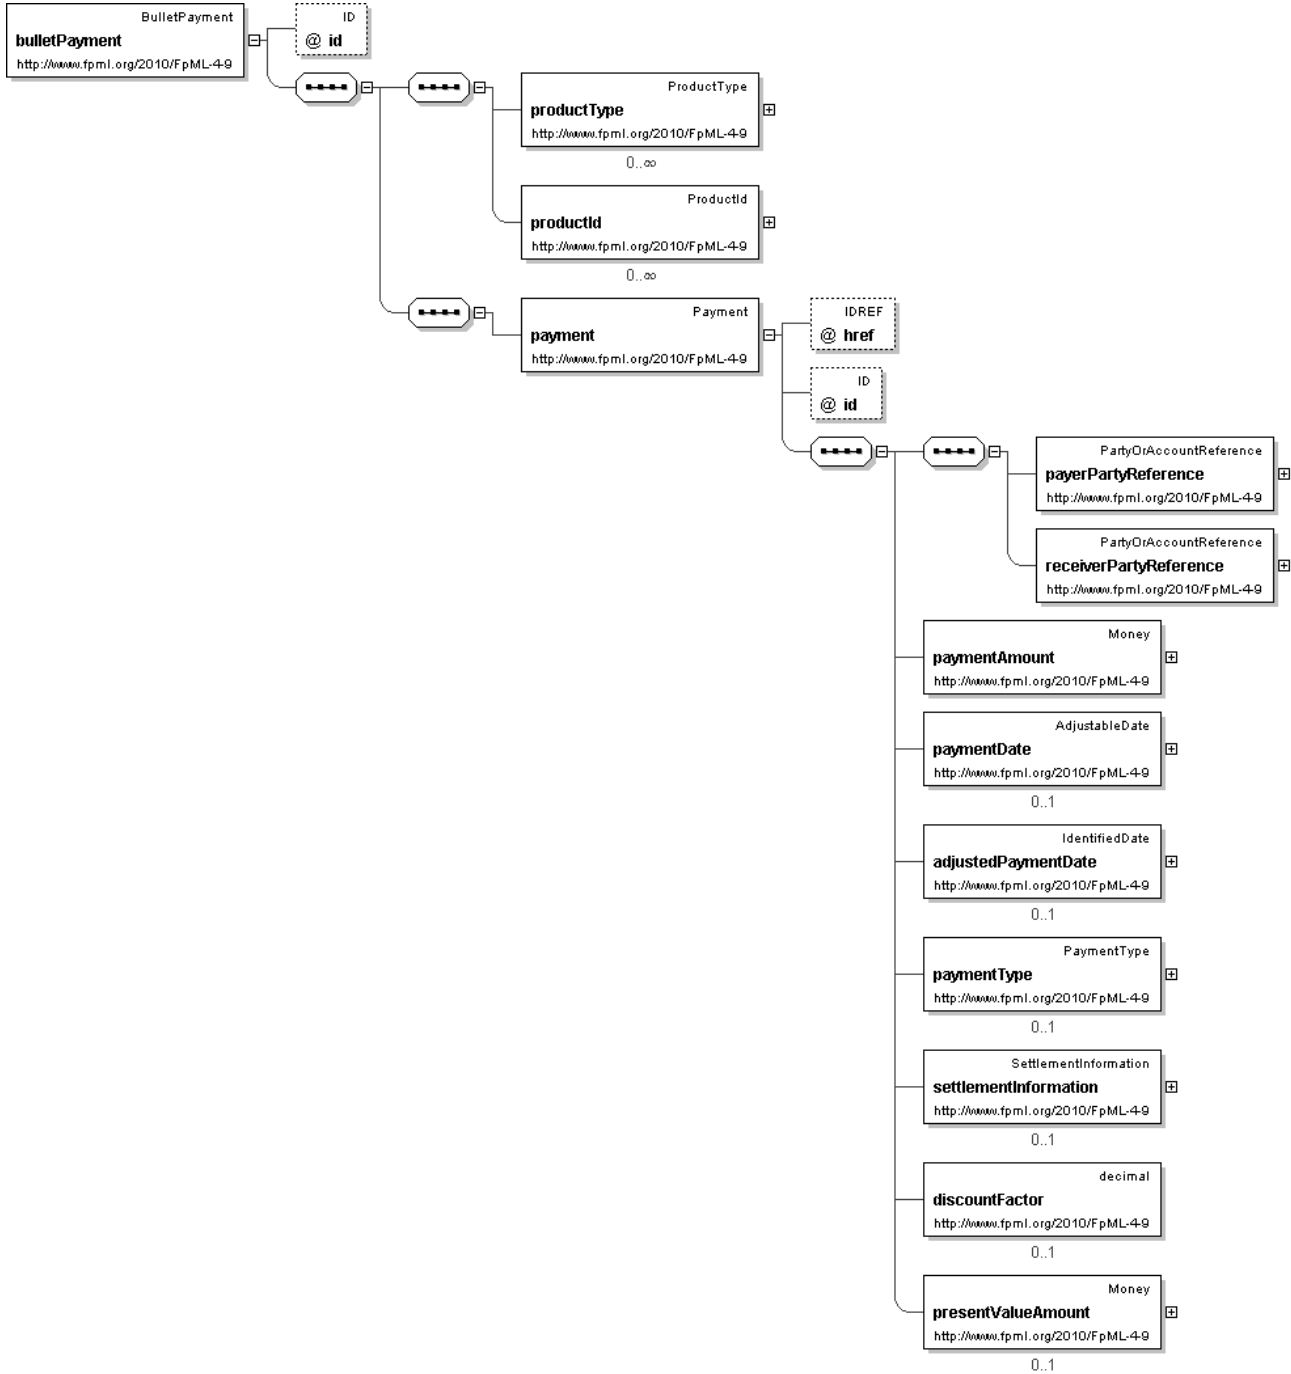 BulletPayment
bulletPayment
http://www.fpml.org/2010/FpML-4-9
ID
@ id
ProductType
productType
http://www.fpml.org/2010/FpML-4-9
0..∞
ProductId
productId
http://www.fpml.org/2010/FpML-4-9
0..∞
Payment
payment
http://www.fpml.org/2010/FpML-4-9
IDREF
@ href
ID
@ id
PartyOrAccountReference
payerPartyReference
http://www.fpml.org/2010/FpML-4-9
PartyOrAccountReference
receiverPartyReference
http://www.fpml.org/2010/FpML-4-9
Money
paymentAmount
http://www.fpml.org/2010/FpML-4-9
AdjustableDate
paymentDate
http://www.fpml.org/2010/FpML-4-9
0..1
IdentifiedDate
adjustedPaymentDate
http://www.fpml.org/2010/FpML-4-9
0..1
PaymentType
paymentType
http://www.fpml.org/2010/FpML-4-9
0..1
SettlementInformation
settlementInformation
http://www.fpml.org/2010/FpML-4-9
0..1
decimal
discountFactor
http://www.fpml.org/2010/FpML-4-9
0..1
Money
presentValueAmount
http://www.fpml.org/2010/FpML-4-9
0..1